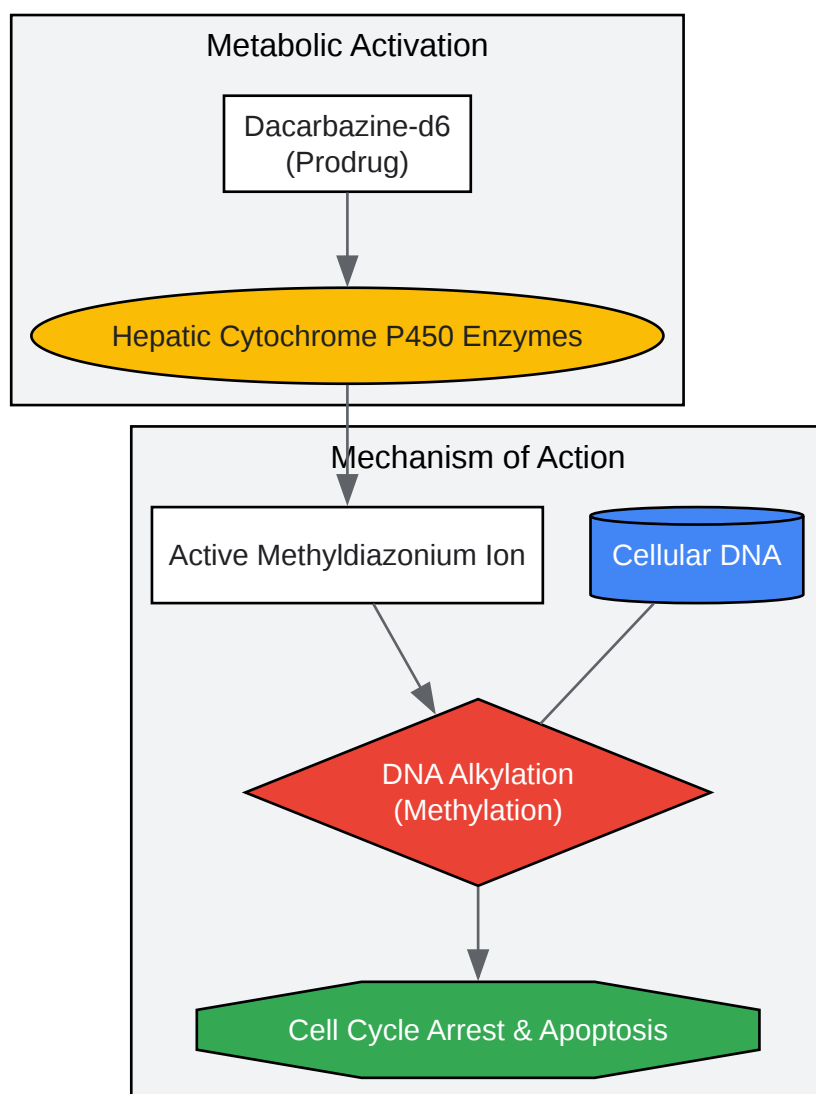 Metabolic Activation
Dacarbazine-d6
(Prodrug)
Hepatic Cytochrome P450 Enzymes
Mechanism of Action
Active Methyldiazonium Ion
Cellular DNA
DNA Alkylation
(Methylation)
Cell Cycle Arrest & Apoptosis